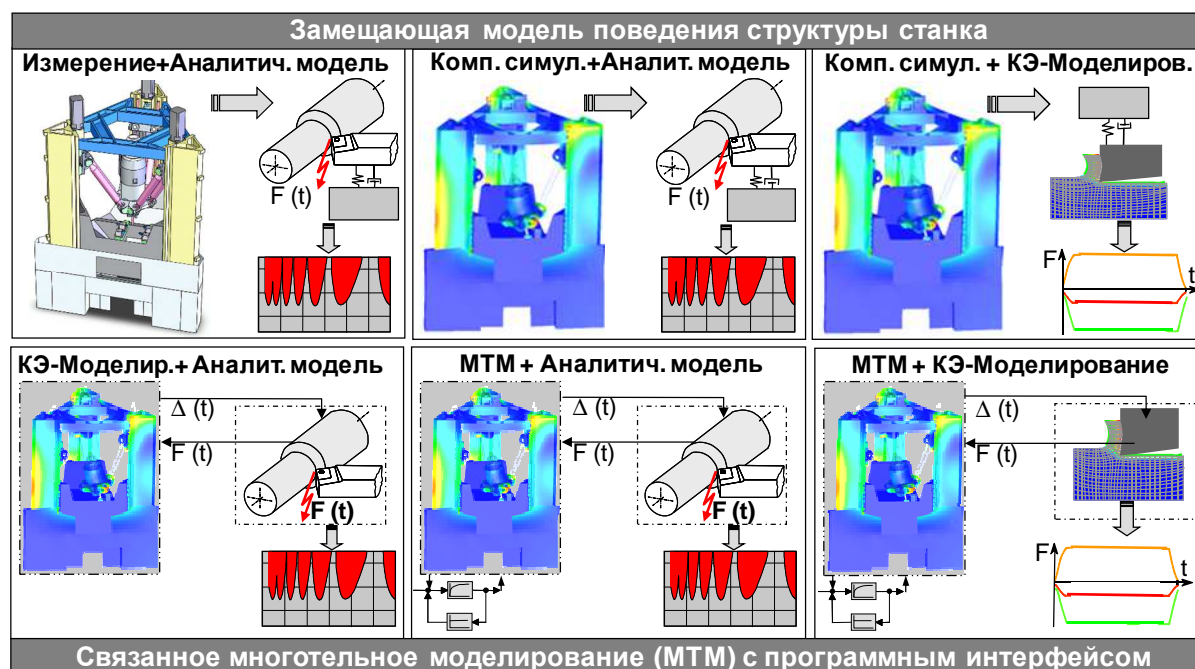 Замещающая модель поведения структуры станка
Измерение+Аналитич. модель
F (t)
Комп. симул.+Аналит. модель
F (t)
Комп. симул. + КЭ-Моделиров.
F
t
КЭ-Моделир.+ Аналит. модель
Δ (t)
F (t)
F (t)
МТМ + Аналитич. модель
Δ (t)
F (t)
F (t)
МТМ + КЭ-Моделирование
Δ (t)
F (t)
F
t
Связанное многотельное моделирование (МТМ) с программным интерфейсом